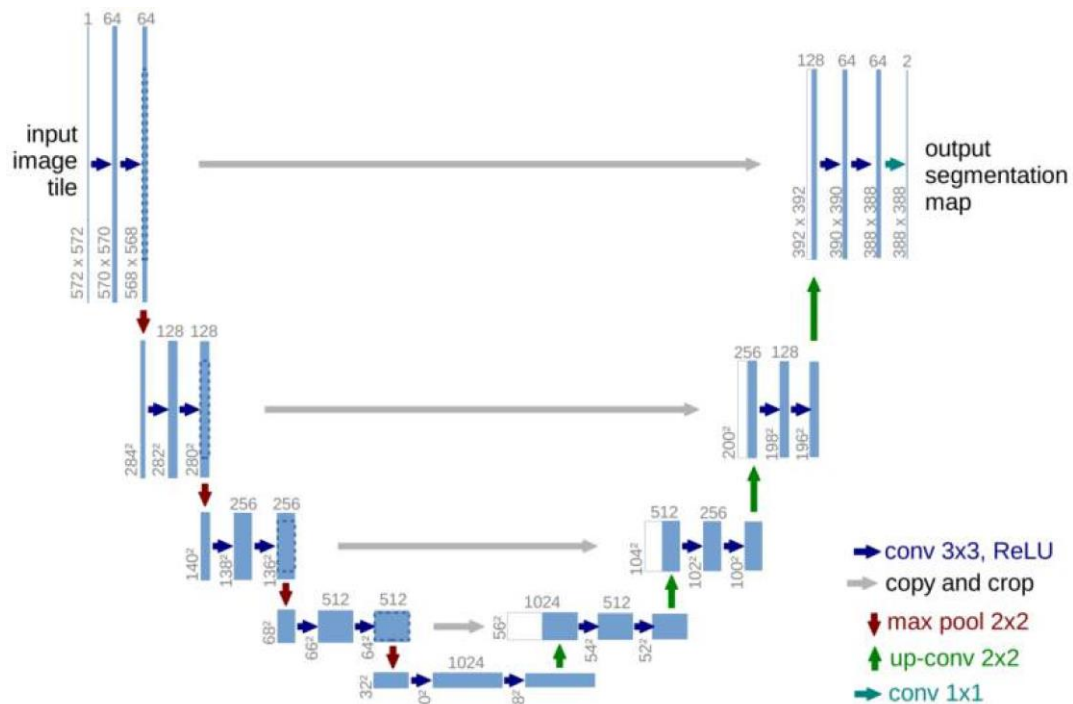 1 64 64
input
image
tile
572 x 572
570 x 570
568 x 568
128 64 64 2
output
segmentation
map
392 x 392
390 x 390
388 x 388
388 x 388
128 128
284²
282²
280²
256 128
200²
198²
196²
256 256
140²
138²
136²
512 256
104²
102²
100²
512 512
68²
66²
64²
1024 512
56²
54²
52²
1024
32²
0²
8²
conv 3x3, ReLU
copy and crop
max pool 2x2
up-conv 2x2
conv 1x1